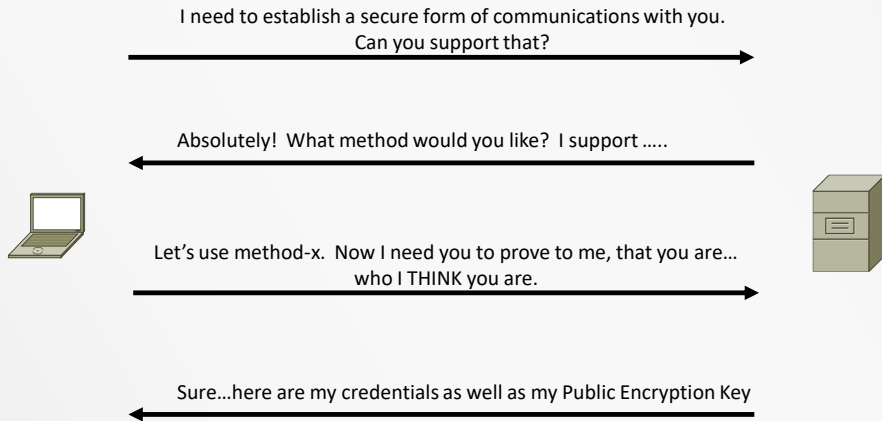 I need to establish a secure form of communications with you.
Can you support that?
Absolutely!  What method would you like?  I support …..
Let’s use method-x.  Now I need you to prove to me, that you are…
who I THINK you are.
Sure…here are my credentials as well as my Public Encryption Key